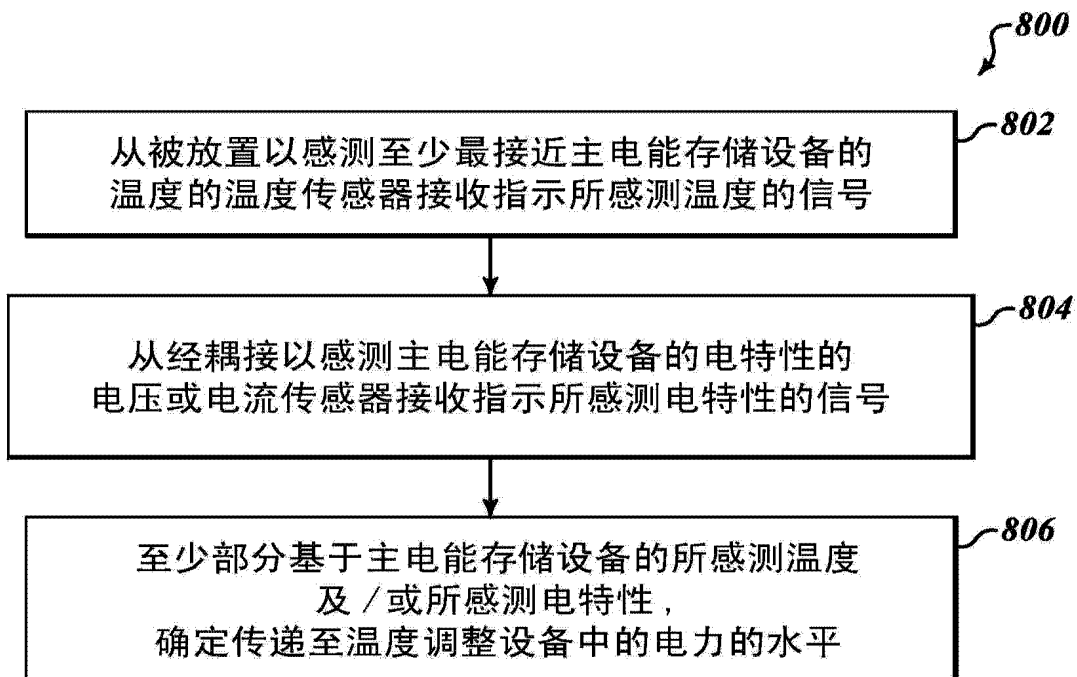 800
802
从被放置以感测至少最接近主电能存储设备的
温度的温度传感器接收指示所感测温度的信号
804
从经耦接以感测主电能存储设备的电特性的
电压或电流传感器接收指示所感测电特性的信号
806
至少部分基于主电能存储设备的所感测温度
及/或所感测电特性,
确定传递至温度调整设备中的电力的水平